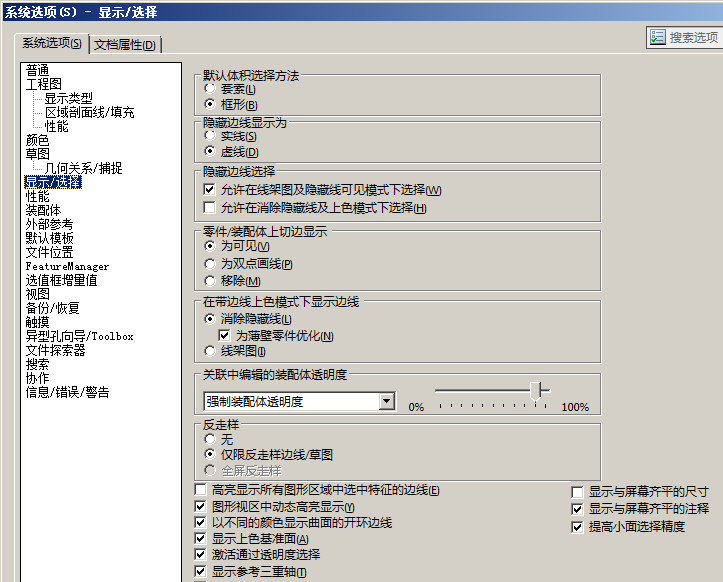 系统选项(S) - 显示/选择
系统选项(S) 文档属性(D)
搜索选项
普通
工程图
显示类型
区域剖面线/填充
性能
颜色
草图
几何关系/捕捉
显示/选择
性能
装配体
外部参考
默认模板
文件位置
FeatureManager
选值框增量值
视图
备份/恢复
触摸
异型孔向导/Toolbox
文件探索器
搜索
协作
信息/错误/警告
默认体积选择方法
套索(L)
框形(B)
隐藏边线显示为
实线(S)
虚线(D)
隐藏边线选择
允许在线架图及隐藏线可见模式下选择(W)
允许在消除隐藏线及上色模式下选择(H)
零件/装配体上切边显示
为可见(V)
为双点画线(P)
移除(M)
在带边线上色模式下显示边线
消除隐藏线(L)
为薄壁零件优化(N)
线架图(I)
关联中编辑的装配体透明度
强制装配体透明度
0% 100%
反走样
无
仅限反走样边线/草图
全屏反走样
高亮显示所有图形区域中选中特征的边线(E)
图形视区中动态高亮显示(Y)
以不同的颜色显示曲面的开环边线
显示上色基准面(A)
激活通过透明度选择
显示参考三重轴(T)
显示与屏幕齐平的尺寸
显示与屏幕齐平的注释
提高小面选择精度